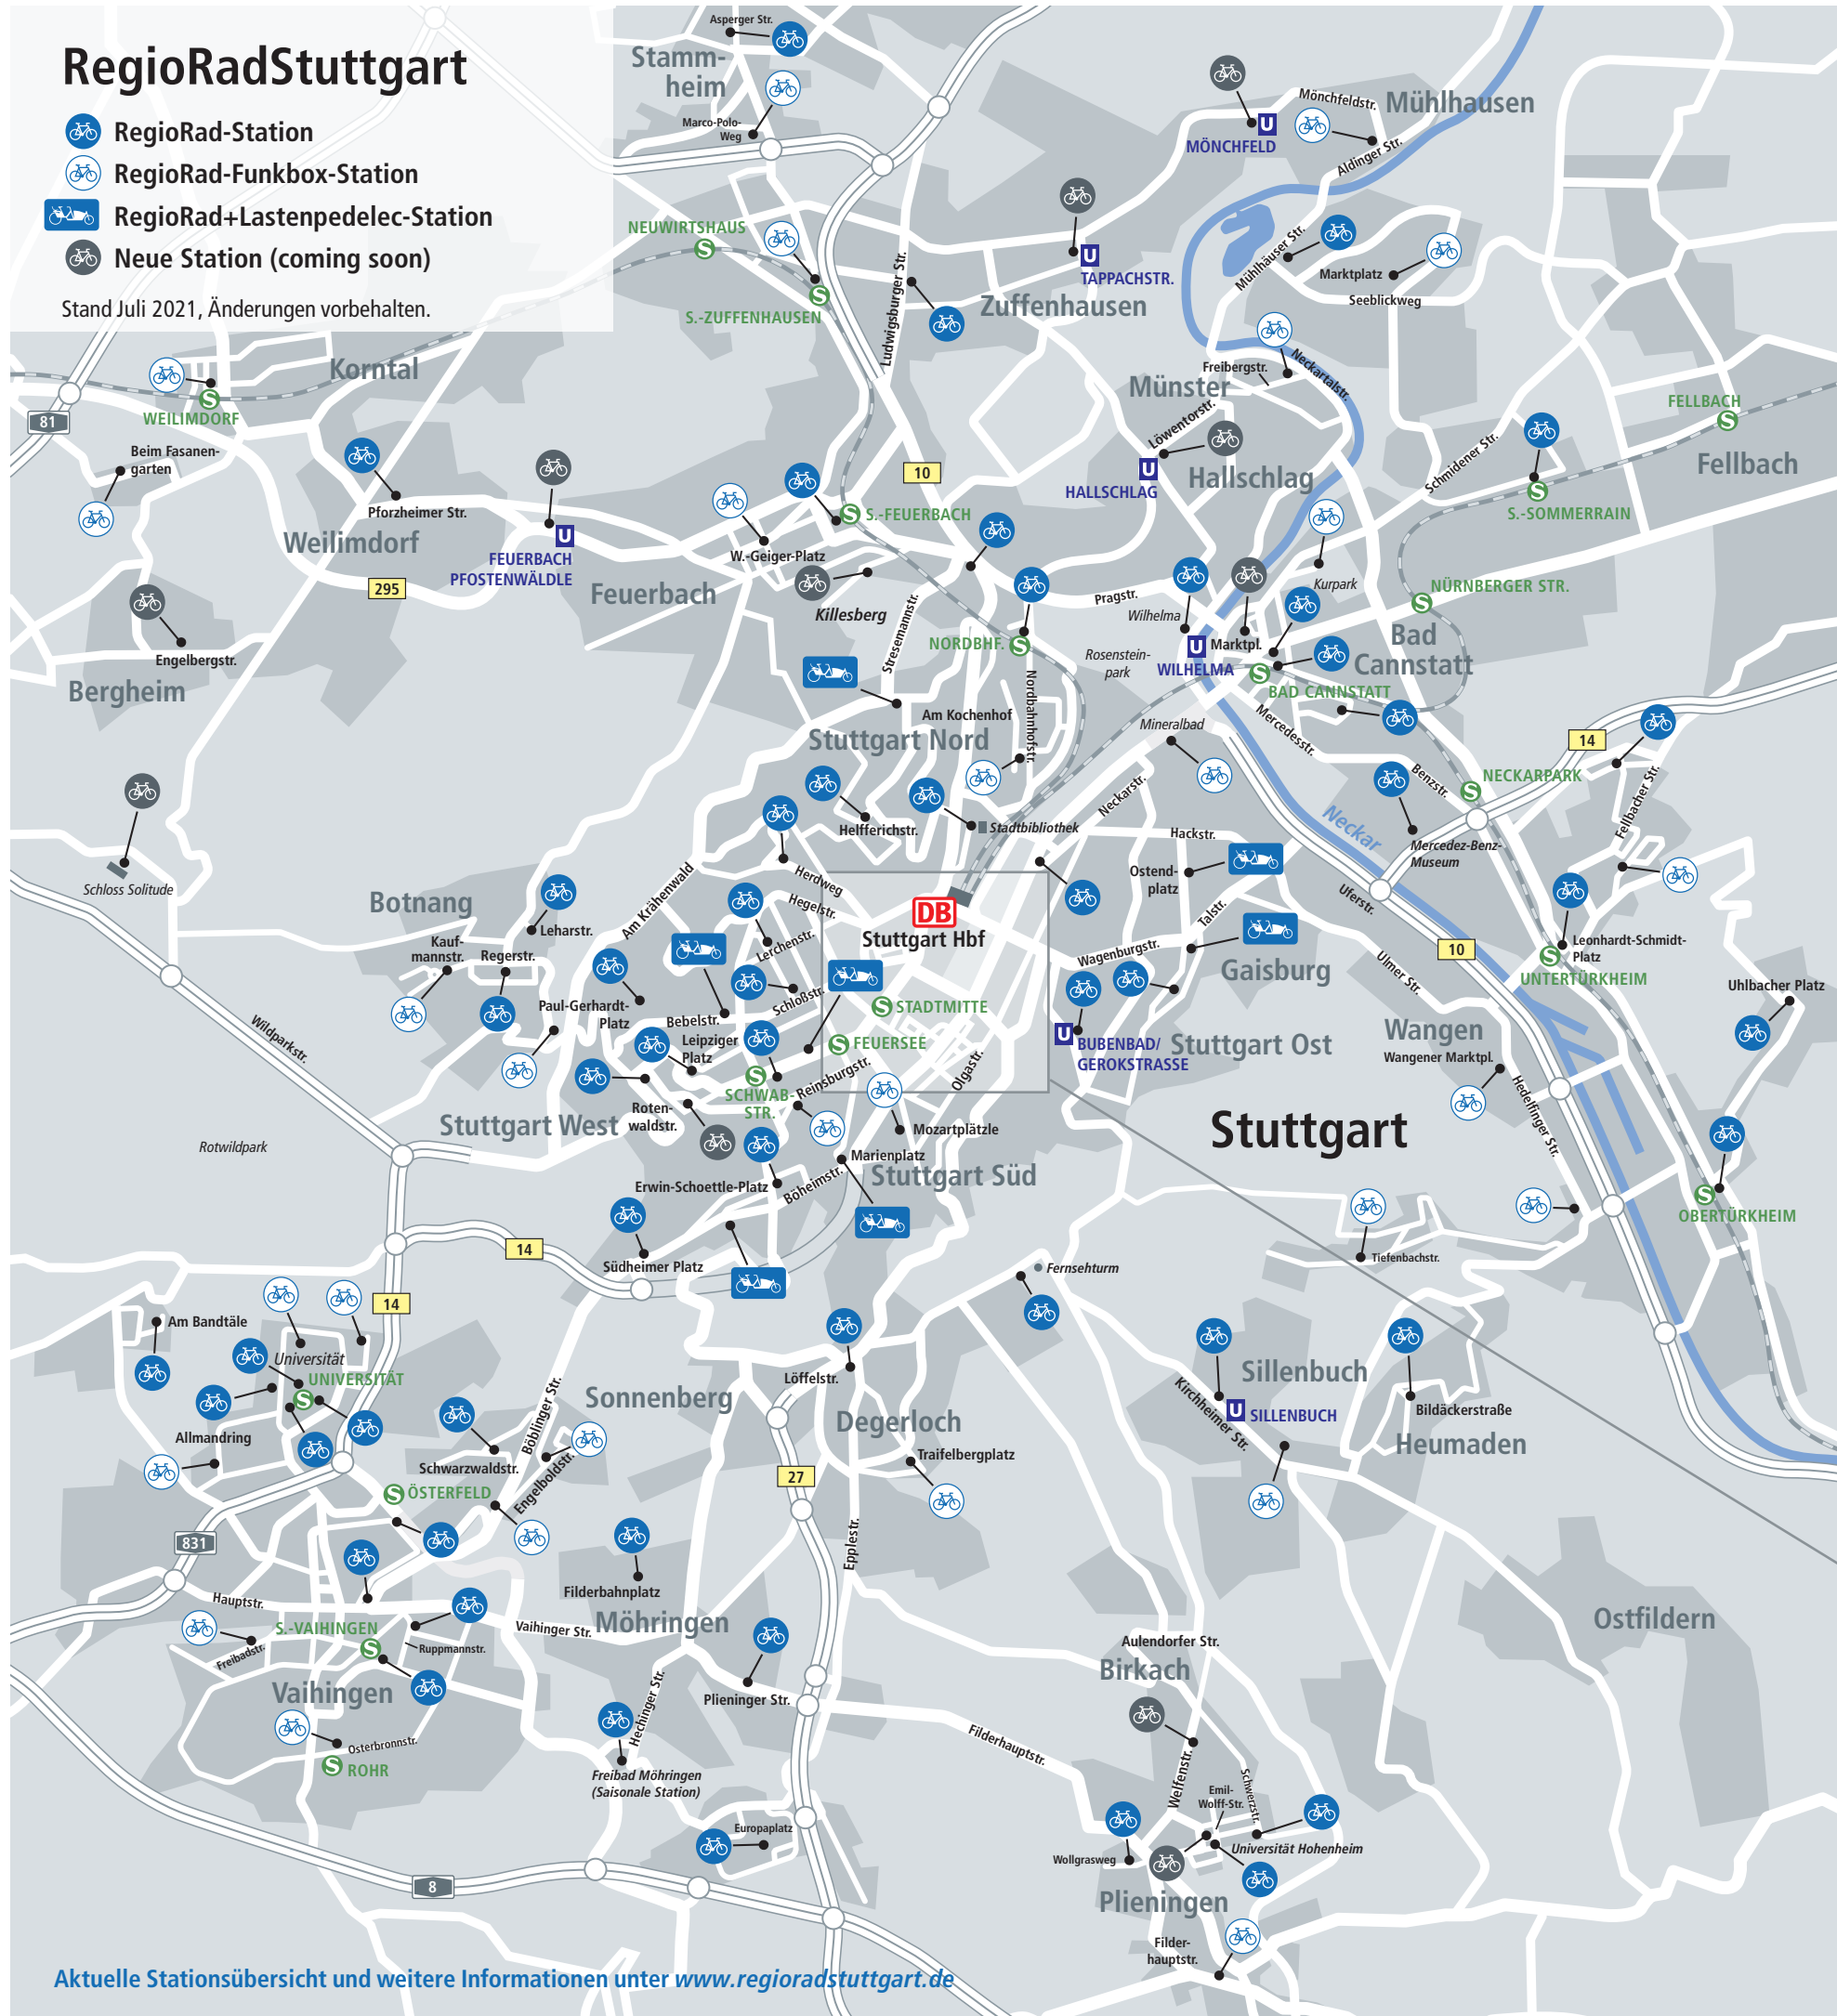 RegioRadStuttgart
RegioRad-Station
RegioRad-Funkbox-Station
RegioRad+Lastenpedelec-Station
Neue Station (coming soon)
Stand Juli 2021, Änderungen vorbehalten.
Asperger Str.
Stamm-
heim
Marco-Polo-
Weg
Mönchfeldstr.
Mühlhausen
U
MÖNCHFELD
Aldinger Str.
NEUWIRTSHAUS
S
S
S.-ZUFFENHAUSEN
Ludwigsburger Str.
U
TAPPACHSTR.
Zuffenhausen
Mühlhäuser Str.
Marktplatz
Seeblickweg
Korntal
S
WEILIMDORF
81
Beim Fasanen-
garten
Pforzheimer Str.
Weilimdorf
295
U
FEUERBACH
PFOSTENWÄLDLE
Feuerbach
10
S
S.-FEUERBACH
W.-Geiger-Platz
Killesberg
Stresemannstr.
Freibergstr.
Neckartalstr.
Münster
Löwentorstr.
U
HALLSCHLAG
Hallschlag
Schmidener Str.
S
S.-SOMMERRAIN
FELLBACH
S
Fellbach
Kurpark
S
NÜRNBERGER STR.
Bad
Cannstatt
Pragstr.
Wilhelma
U
WILHELMA
Marktpl.
Rosenstein-
park
S
BAD CANNSTATT
NORDBHF.
S
Nordbahnhofstr.
Engelbergstr.
Bergheim
Am Kochenhof
Stuttgart Nord
Mineralbad
Mercedesstr.
Benzstr.
14
NECKARPARK
S
Neckar
Mercedez-Benz-
Museum
Fellbacher Str.
Neckarstr.
Helfferichstr.
Stadtbibliothek
Hackstr.
Ostend-
platz
Uferstr.
Schloss Solitude
Botnang
Leharstr.
Kauf-
mannstr.
Regerstr.
Am Krähenwald
Herdweg
Hegelstr.
Lerchenstr.
DB
Stuttgart Hbf
Talstr.
Wagenburgstr.
Gaisburg
Ulmer Str.
10
Leonhardt-Schmidt-
Platz
S
UNTERTÜRKHEIM
Uhlbacher Platz
Paul-Gerhardt-
Platz
Bebelstr.
Schloßstr.
S
STADTMITTE
Leipziger
Platz
S
FEUERSEE
U
BUBENBAD/
GEROKSTRASSE
Stuttgart Ost
Wangen
Wangener Marktpl.
Hedelfinger Str.
Wildparkstr.
S
SCHWAB-
STR.
Reinsburgstr.
Olgastr.
Stuttgart West
Roten-
waldstr.
Mozartplätzle
Stuttgart
Rotwildpark
Marienplatz
Stuttgart Süd
Erwin-Schoettle-Platz
Böheimstr.
S
OBERTÜRKHEIM
14
Südheimer Platz
Fernsehturm
Tiefenbachstr.
14
Am Bandtäle
Universität
UNIVERSITÄT
S
Allmandring
Löffelstr.
Sonnenberg
Degerloch
Böblinger Str.
Schwarzwaldstr.
Engelboldstr.
Traifelbergplatz
27
Kirchheimer Str.
Sillenbuch
U
SILLENBUCH
Bildäckerstraße
Heumaden
S
ÖSTERFELD
831
Hauptstr.
Filderbahnplatz
Epplestr.
Möhringen
Vaihinger Str.
S.-VAIHINGEN
S
Freibadstr.
Ruppmannstr.
Vaihingen
Osterbronnstr.
S
ROHR
Plieninger Str.
Hechinger Str.
Freibad Möhringen
(Saisonale Station)
Europaplatz
8
Filderhauptstr.
Ostfildern
Aulendorfer Str.
Birkach
Welfenstr.
Emil-
Wolff-Str.
Schwerzstr.
Universität Hohenheim
Wollgrasweg
Plieningen
Filder-
hauptstr.
Aktuelle Stationsübersicht und weitere Informationen unter www.regioradstuttgart.de